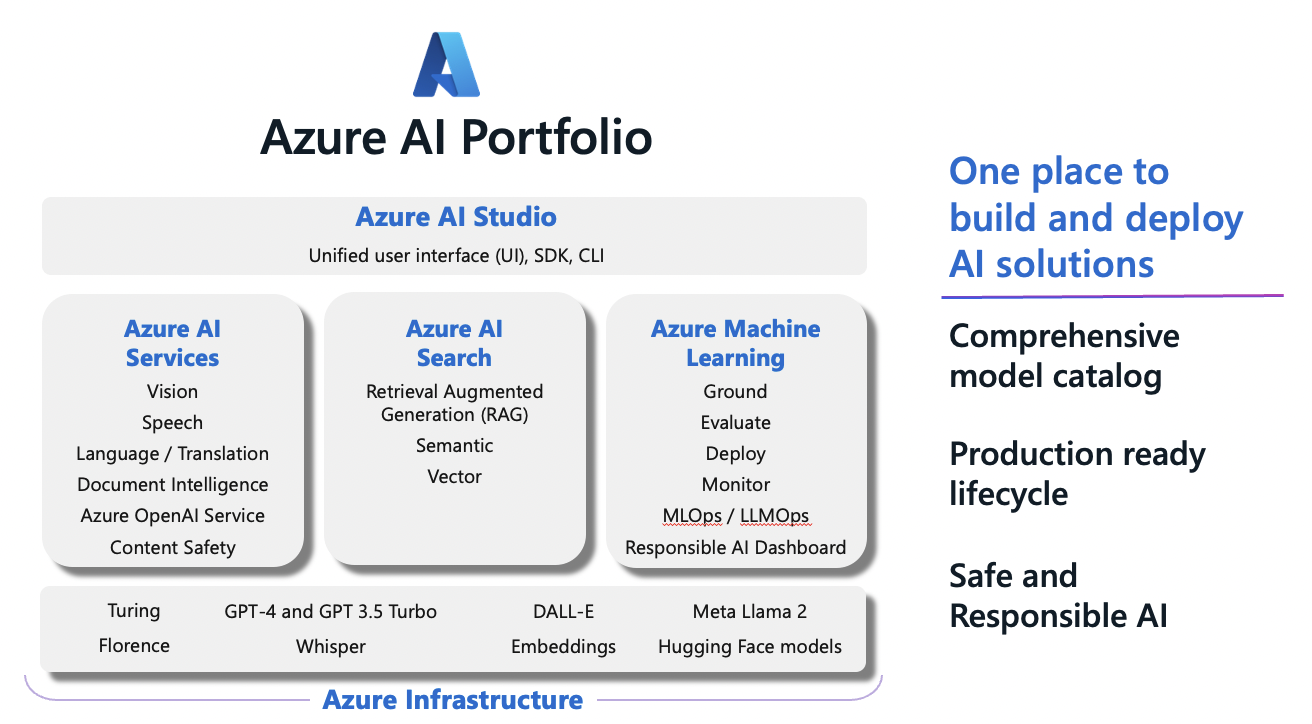 Azure AI Portfolio
Azure AI Studio
Unified user interface (UI), SDK, CLI
Azure AI
Services
Vision
Speech
Language / Translation
Document Intelligence
Azure OpenAI Service
Content Safety
Azure AI
Search
Retrieval Augmented
Generation (RAG)
Semantic
Vector
Azure Machine
Learning
Ground
Evaluate
Deploy
Monitor
MLOps / LLMOps
Responsible AI Dashboard
Turing GPT-4 and GPT 3.5 Turbo DALL-E Meta Llama 2
Florence Whisper Embeddings Hugging Face models
Azure Infrastructure
One place to
build and deploy
AI solutions
Comprehensive
model catalog
Production ready
lifecycle
Safe and
Responsible AI